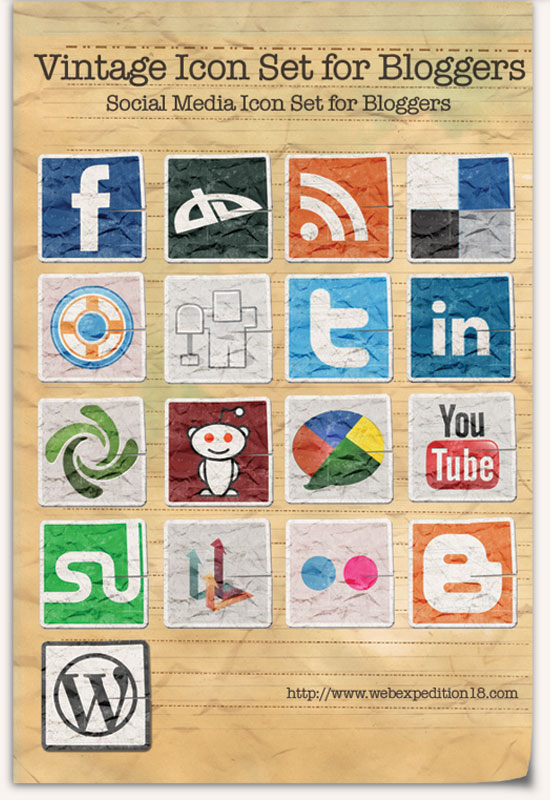 Vintage Icon Set for Bloggers
Social Media Icon Set for Bloggers
f
in
You
Tube
W
http://www.webexpedition18.com